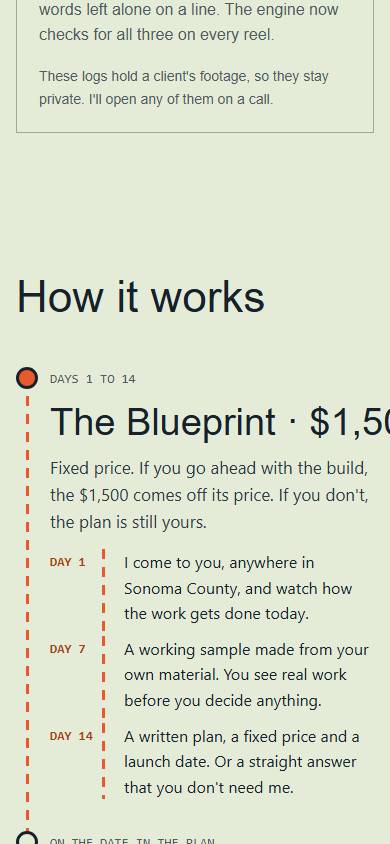 words left alone on a line. The engine now
checks for all three on every reel.
These logs hold a client's footage, so they stay
private. I'll open any of them on a call.
How it works
DAYS 1 TO 14
The Blueprint · $1,50
Fixed price. If you go ahead with the build,
the $1,500 comes off its price. If you don't,
the plan is still yours.
DAY 1
I come to you, anywhere in
Sonoma County, and watch how
the work gets done today.
DAY 7
A working sample made from your
own material. You see real work
before you decide anything.
DAY 14
A written plan, a fixed price and a
launch date. Or a straight answer
that you don't need me.
ON THE DATE IN THE PLAN